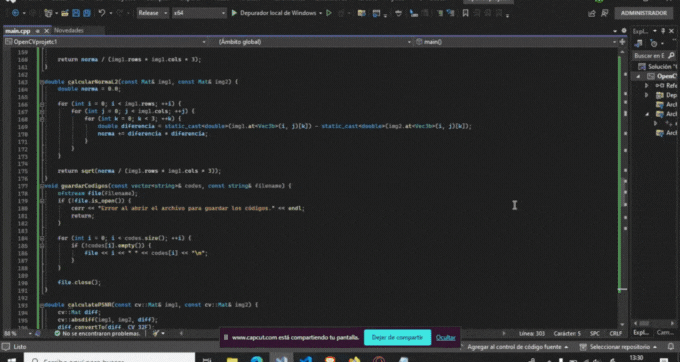 Release x64 Depurador local de Windows ADMINISTRADOR
main.cpp Novedades Expl...
OpenCVproject1 (Ámbito global) main()
Buscar en E
159
160 return norma / (img1.rows * img1.cols * 3);
161 }
162
163 double calcularNormaL2(const Mat& img1, const Mat& img2) {
164 double norma = 0.0;
165
166 for (int i = 0; i < img1.rows; ++i) {
167 for (int j = 0; j < img1.cols; ++j) {
168 for (int k = 0; k < 3; ++k) {
169 double diferencia = static_cast<double>(img1.at<Vec3b>(i, j)[k]) - static_cast<double>(img2.at<Vec3b>(i, j)[k]);
170 norma += diferencia * diferencia;
171 }
172 }
173 }
174
175 return sqrt(norma / (img1.rows * img1.cols * 3));
176 }
177 void guardarCodigos(const vector<string>& codes, const string& filename) {
178 ofstream file(filename);
179 if (!file.is_open()) {
180 cerr << "Error al abrir el archivo para guardar los códigos." << endl;
181 return;
182 }
183
184 for (int i = 0; i < codes.size(); ++i) {
185 if (!codes[i].empty()) {
186 file << i << " " << codes[i] << "\n";
187 }
188 }
189
190 file.close();
191 }
192
193 double calculatePSNR(const cv::Mat& img1, const cv::Mat& img2) {
194 cv::Mat diff;
195 cv::absdiff(img1, img2, diff);
196 diff.convertTo(diff, CV_32F);
Solución "
OpenC
Refe
Dep
Arch
Arch
Arch
No se encontraron problemas. Línea: 303 Carácter: 5 SPC CRLF
Expl... Cam...
www.capcut.com está compartiendo tu pantalla. Dejar de compartir Ocultar
Listo Agregar al control de código fuente Seleccionar repositorio
13:30